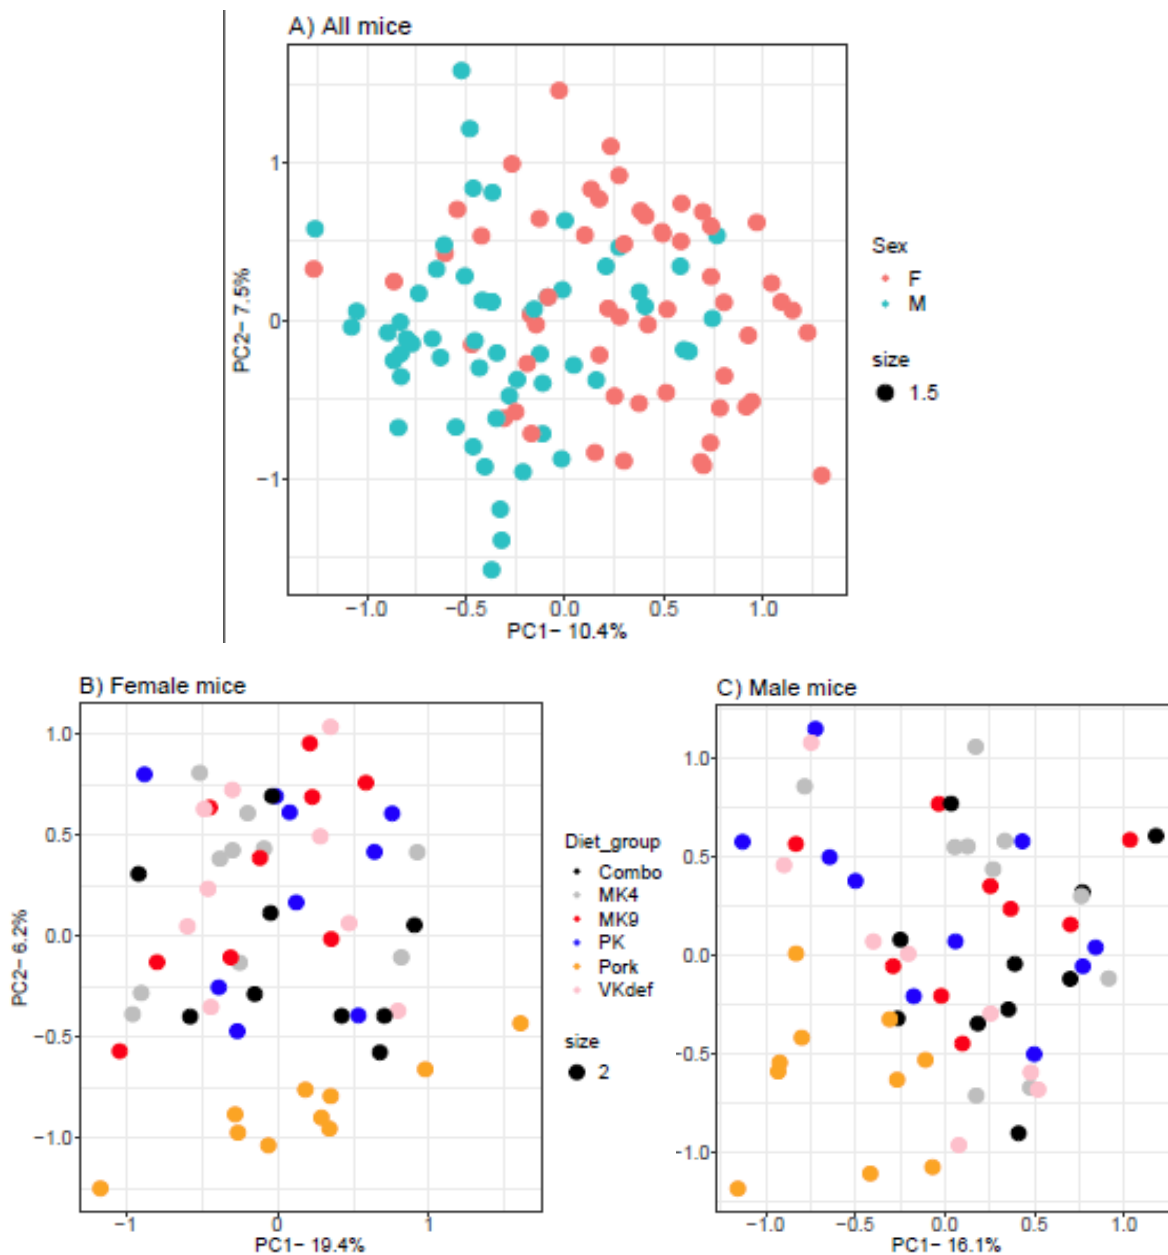 A) All mice
1
0
−1
PC2− 7.5%
−1.0
−0.5
0.0
0.5
1.0
PC1− 10.4%
Sex
F
M
size
1.5
B) Female mice
1.0
0.5
0.0
−0.5
−1.0
PC2− 6.2%
−1
0
1
PC1− 19.4%
Diet_group
Combo
MK4
MK9
PK
Pork
VKdef
size
2
C) Male mice
1.0
0.5
0.0
−0.5
-1.0
−1.0
−0.5
0.0
0.5
1.0
PC1− 16.1%